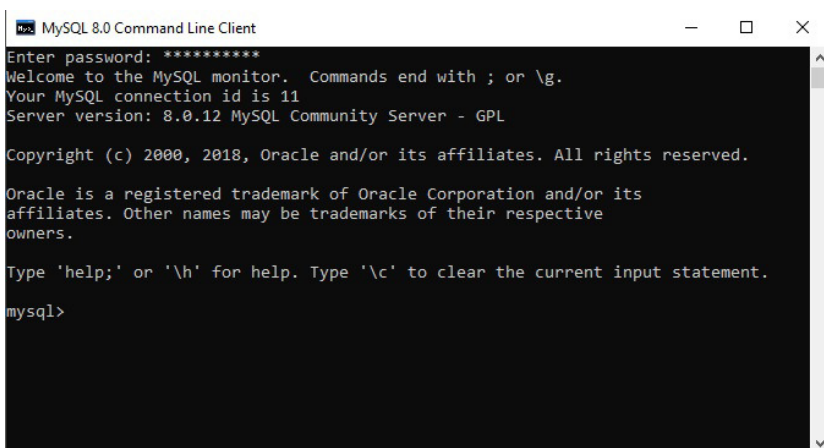 MySQL 8.0 Command Line Client
Enter password: **********
Welcome to the MySQL monitor.  Commands end with ; or \g.
Your MySQL connection id is 11
Server version: 8.0.12 MySQL Community Server - GPL
Copyright (c) 2000, 2018, Oracle and/or its affiliates. All rights reserved.
Oracle is a registered trademark of Oracle Corporation and/or its
affiliates. Other names may be trademarks of their respective
owners.
Type 'help;' or '\h' for help. Type '\c' to clear the current input statement.
mysql>